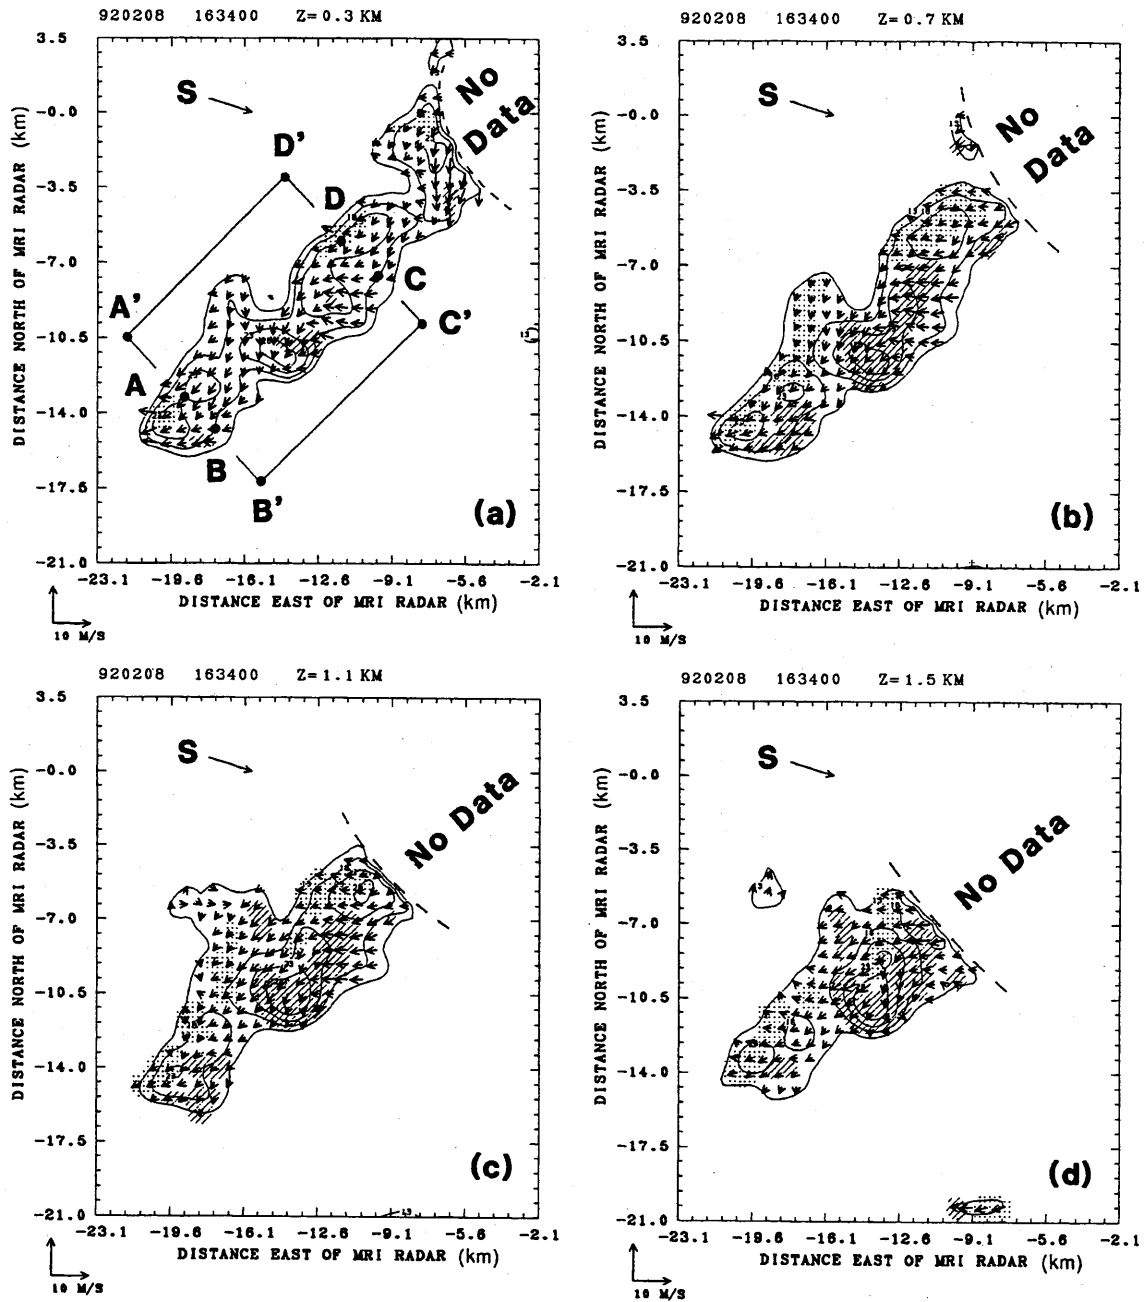 920208 163400 Z= 0.3 KM
3.5
-0.0
-3.5
-7.0
-10.5
-14.0
-17.5
-21.0
DISTANCE NORTH OF MRI RADAR (km)
S
No
Data
D'
D
A'
C
C'
A
B
B'
(a)
-23.1 -19.6 -16.1 -12.6 -9.1 -5.6 -2.1
DISTANCE EAST OF MRI RADAR (km)
10 M/S
920208 163400 Z= 0.7 KM
3.5
-0.0
-3.5
-7.0
-10.5
-14.0
-17.5
-21.0
DISTANCE NORTH OF MRI RADAR (km)
S
No
Data
(b)
-23.1 -19.6 -16.1 -12.6 -9.1 -5.6 -2.1
DISTANCE EAST OF MRI RADAR (km)
10 M/S
920208 163400 Z= 1.1 KM
3.5
-0.0
-3.5
-7.0
-10.5
-14.0
-17.5
-21.0
DISTANCE NORTH OF MRI RADAR (km)
S
No Data
(c)
-23.1 -19.6 -16.1 -12.6 -9.1 -5.6 -2.1
DISTANCE EAST OF MRI RADAR (km)
10 M/S
920208 163400 Z= 1.5 KM
3.5
-0.0
-3.5
-7.0
-10.5
-14.0
-17.5
-21.0
DISTANCE NORTH OF MRI RADAR (km)
S
No Data
(d)
-23.1 -19.6 -16.1 -12.6 -9.1 -5.6 -2.1
DISTANCE EAST OF MRI RADAR (km)
10 M/S